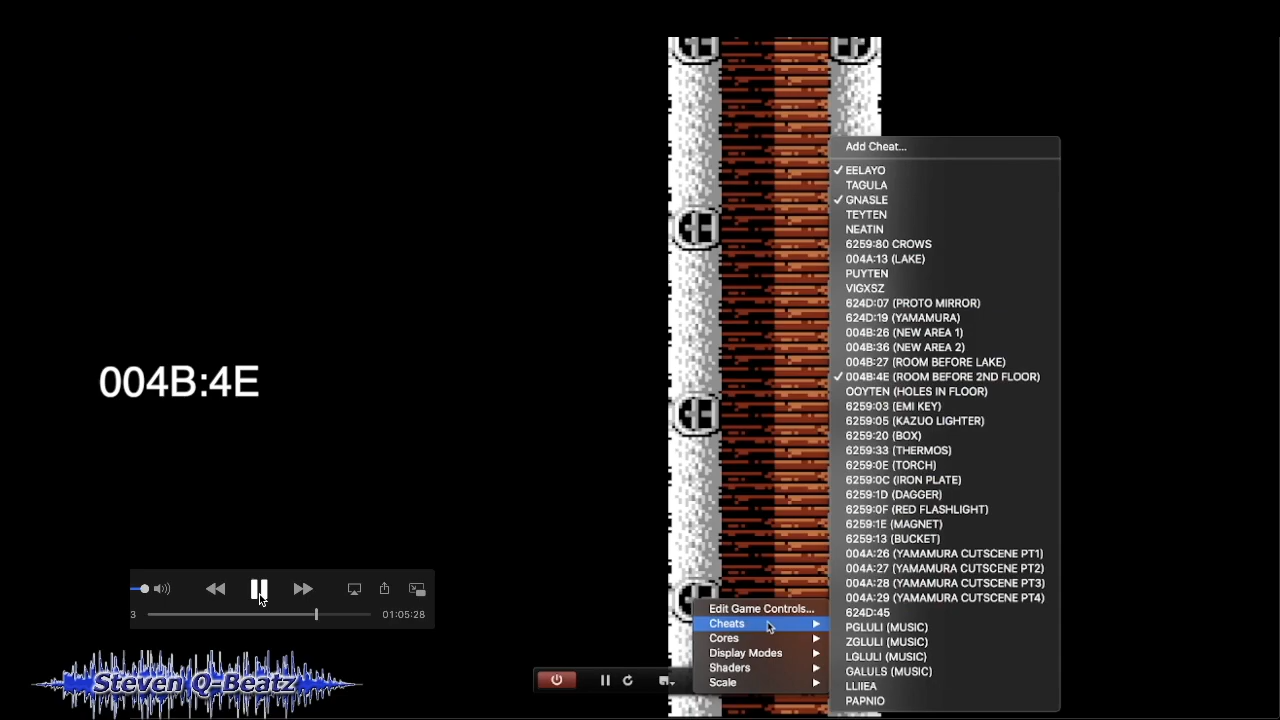 Add Cheat...
✓ EELAYO
TAGULA
✓ GNASLE
TEYTEN
NEATIN
6259:80 CROWS
004A:13 (LAKE)
PUYTEN
VIGXSZ
624D:07 (PROTO MIRROR)
624D:19 (YAMAMURA)
004B:26 (NEW AREA 1)
004B:36 (NEW AREA 2)
004B:27 (ROOM BEFORE LAKE)
✓ 004B:4E (ROOM BEFORE 2ND FLOOR)
OOYTEN (HOLES IN FLOOR)
6259:03 (EMI KEY)
6259:05 (KAZUO LIGHTER)
6259:20 (BOX)
6259:33 (THERMOS)
6259:0E (TORCH)
6259:0C (IRON PLATE)
6259:1D (DAGGER)
6259:0F (RED FLASHLIGHT)
6259:1E (MAGNET)
6259:13 (BUCKET)
004A:26 (YAMAMURA CUTSCENE PT1)
004A:27 (YAMAMURA CUTSCENE PT2)
004A:28 (YAMAMURA CUTSCENE PT3)
004A:29 (YAMAMURA CUTSCENE PT4)
624D:45
PGLULI (MUSIC)
ZGLULI (MUSIC)
LGLULI (MUSIC)
GALULS (MUSIC)
LLIIEA
PAPNIO
004B:4E
3
01:05:28
Steven Q-Beatz
Edit Game Controls...
Cheats
Cores
Display Modes
Shaders
Scale